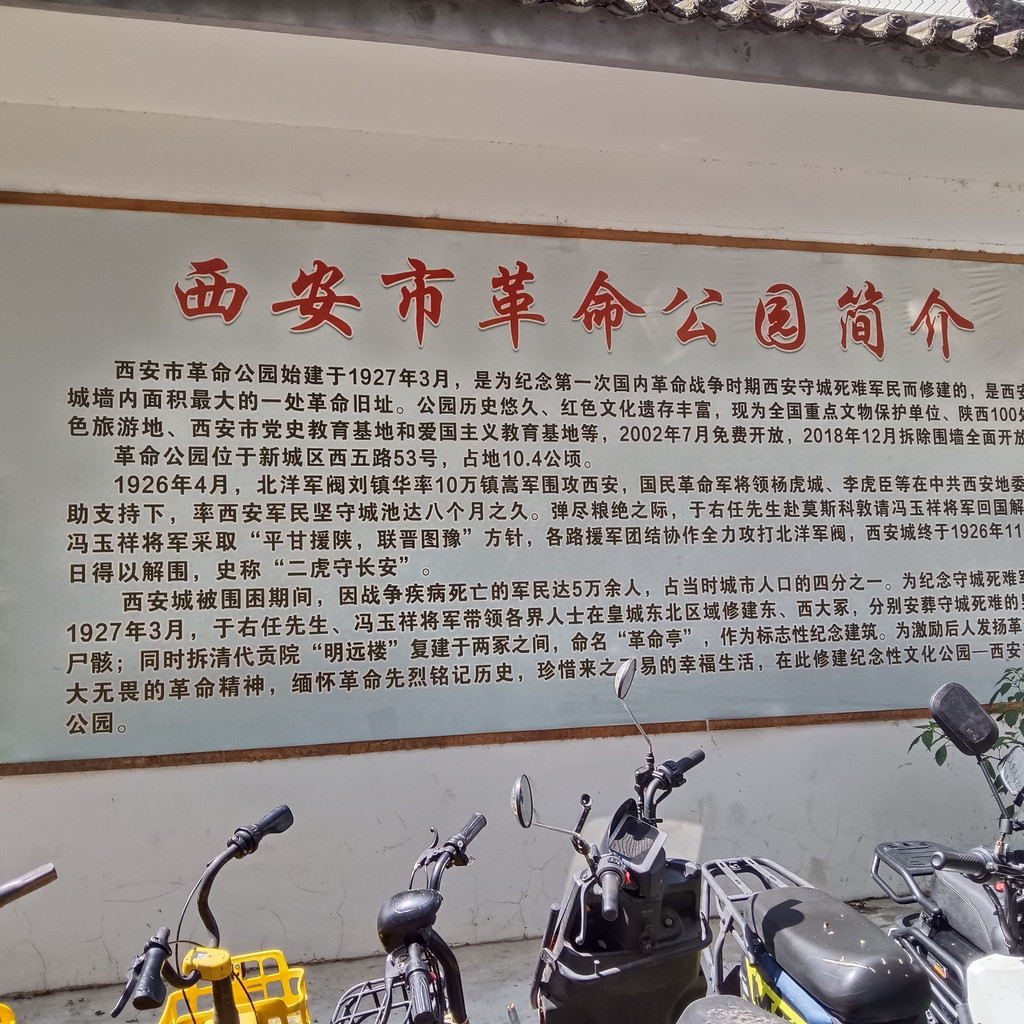 西安市革命公园简介
西安市革命公园始建于1927年3月，是为纪念第一次国内革命战争时期西安守城死难军民而修建的，是西安
城墙内面积最大的一处革命旧址。公园历史悠久、红色文化遗存丰富，现为全国重点文物保护单位、陕西100处
色旅游地、西安市党史教育基地和爱国主义教育基地等，2002年7月免费开放，2018年12月拆除围墙全面开放
革命公园位于新城区西五路53号，占地10.4公顷。
1926年4月，北洋军阀刘镇华率10万镇嵩军围攻西安，国民革命军将领杨虎城、李虎臣等在中共西安地委
助支持下，率西安军民坚守城池达八个月之久。弹尽粮绝之际，于右任先生赴莫斯科敦请冯玉祥将军回国解
冯玉祥将军采取“平甘援陕，联晋图豫”方针，各路援军团结协作全力攻打北洋军阀，西安城终于1926年11
日得以解围，史称“二虎守长安”。
西安城被围困期间，因战争疾病死亡的军民达5万余人，占当时城市人口的四分之一。为纪念守城死难军
1927年3月，于右任先生、冯玉祥将军带领各界人士在皇城东北区域修建东、西大冢，分别安葬守城死难的
尸骸；同时拆清代贡院“明远楼”复建于两冢之间，命名“革命亭”，作为标志性纪念建筑。为激励后人发扬革
大无畏的革命精神，缅怀革命先烈铭记历史，珍惜来之 易的幸福生活，在此修建纪念性文化公园—西安
公园。